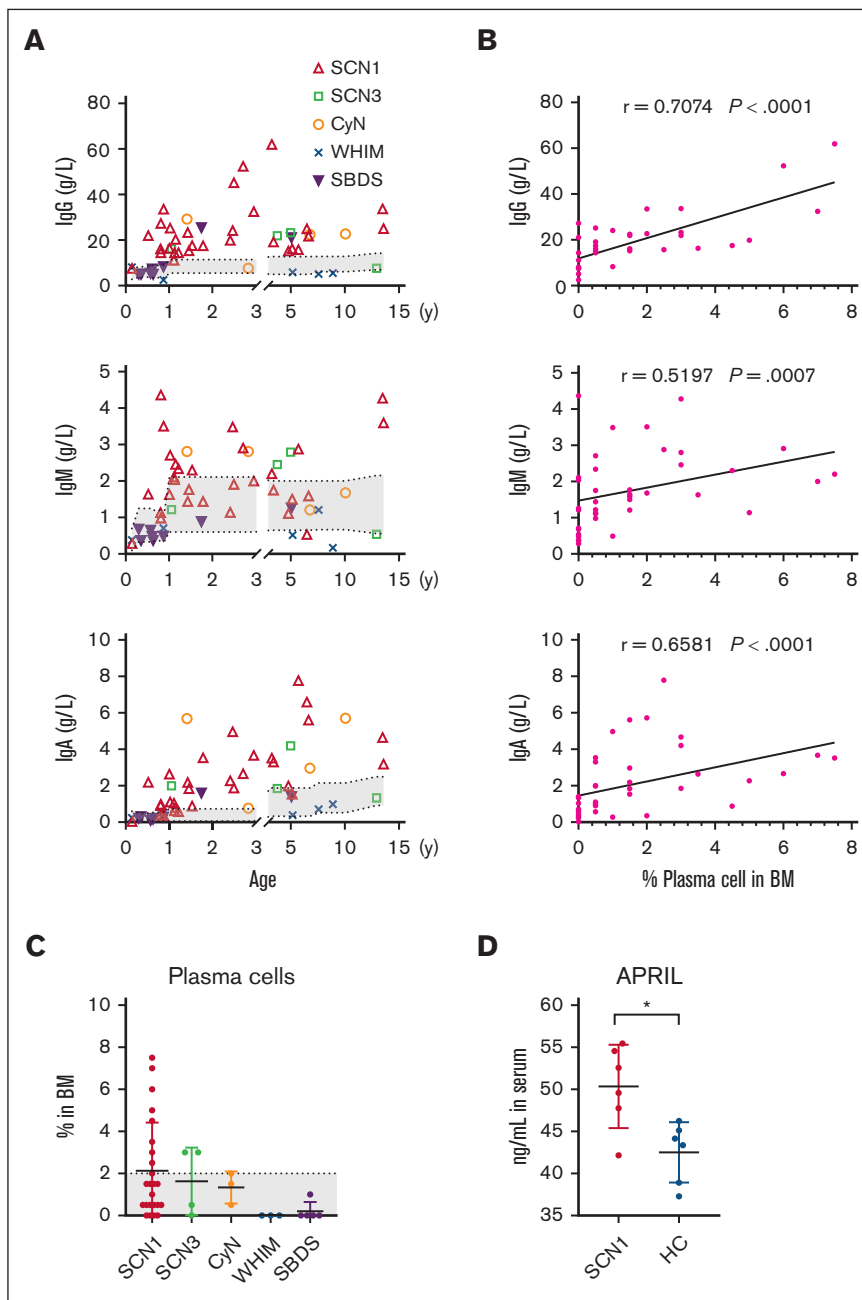 A
SCN1
SCN3
CyN
WHIM
SBDS
IgG (g/L)
80
60
40
20
0
0 1 3 5 10 15 (y)
IgM (g/L)
5
4
3
2
1
0
0 1 3 5 10 15 (y)
IgA (g/L)
10
8
6
4
2
0
0 1 3 5 10 15 (y)
Age
B
r = 0.7074 P < .0001
IgG (g/L)
80
60
40
20
0
0 2 4 6 8
r = 0.5197 P = .0007
IgM (g/L)
5
4
3
2
1
0
0 2 4 6 8
r = 0.6581 P < .0001
IgA (g/L)
10
8
6
4
2
0
0 2 4 6 8
% Plasma cell in BM
C
Plasma cells
% in BM
10
8
6
4
2
0
SCN1
SCN3
CyN
WHIM
SBDS
D
APRIL
*
ng/mL in serum
60
55
50
45
40
35
SCN1
HC